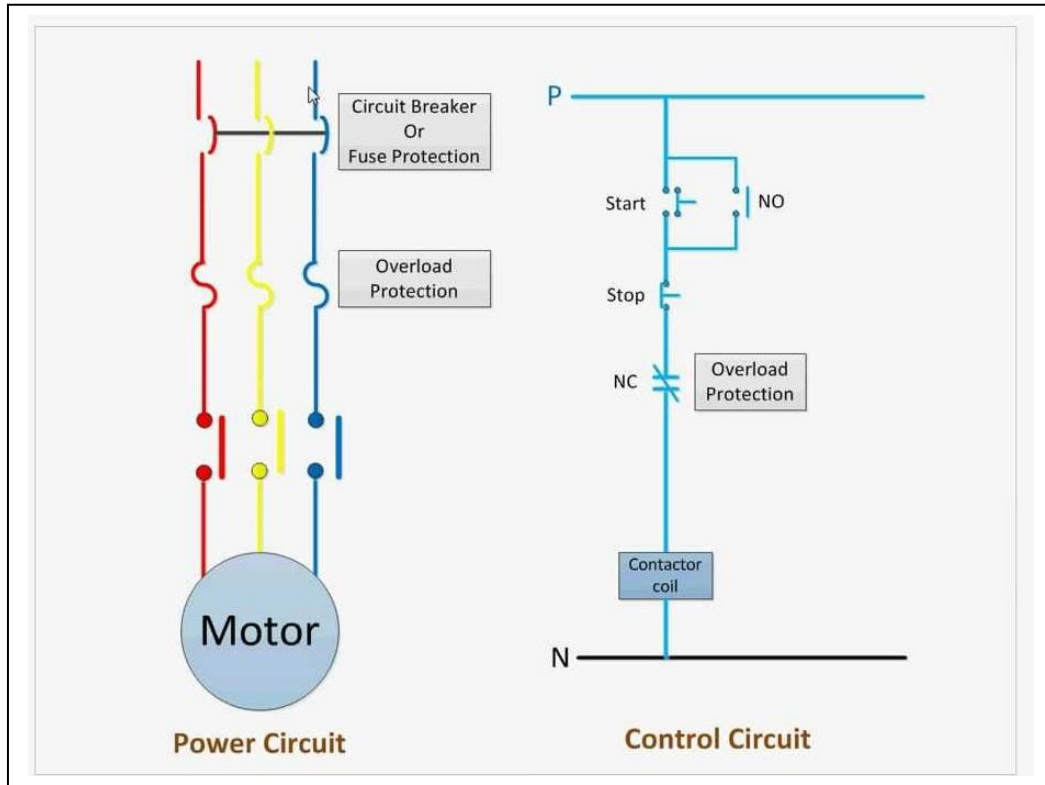 Circuit Breaker
Or
Fuse Protection
Overload
Protection
Motor
Power Circuit
P
Start
NO
Stop
NC
Overload
Protection
Contactor
coil
N
Control Circuit